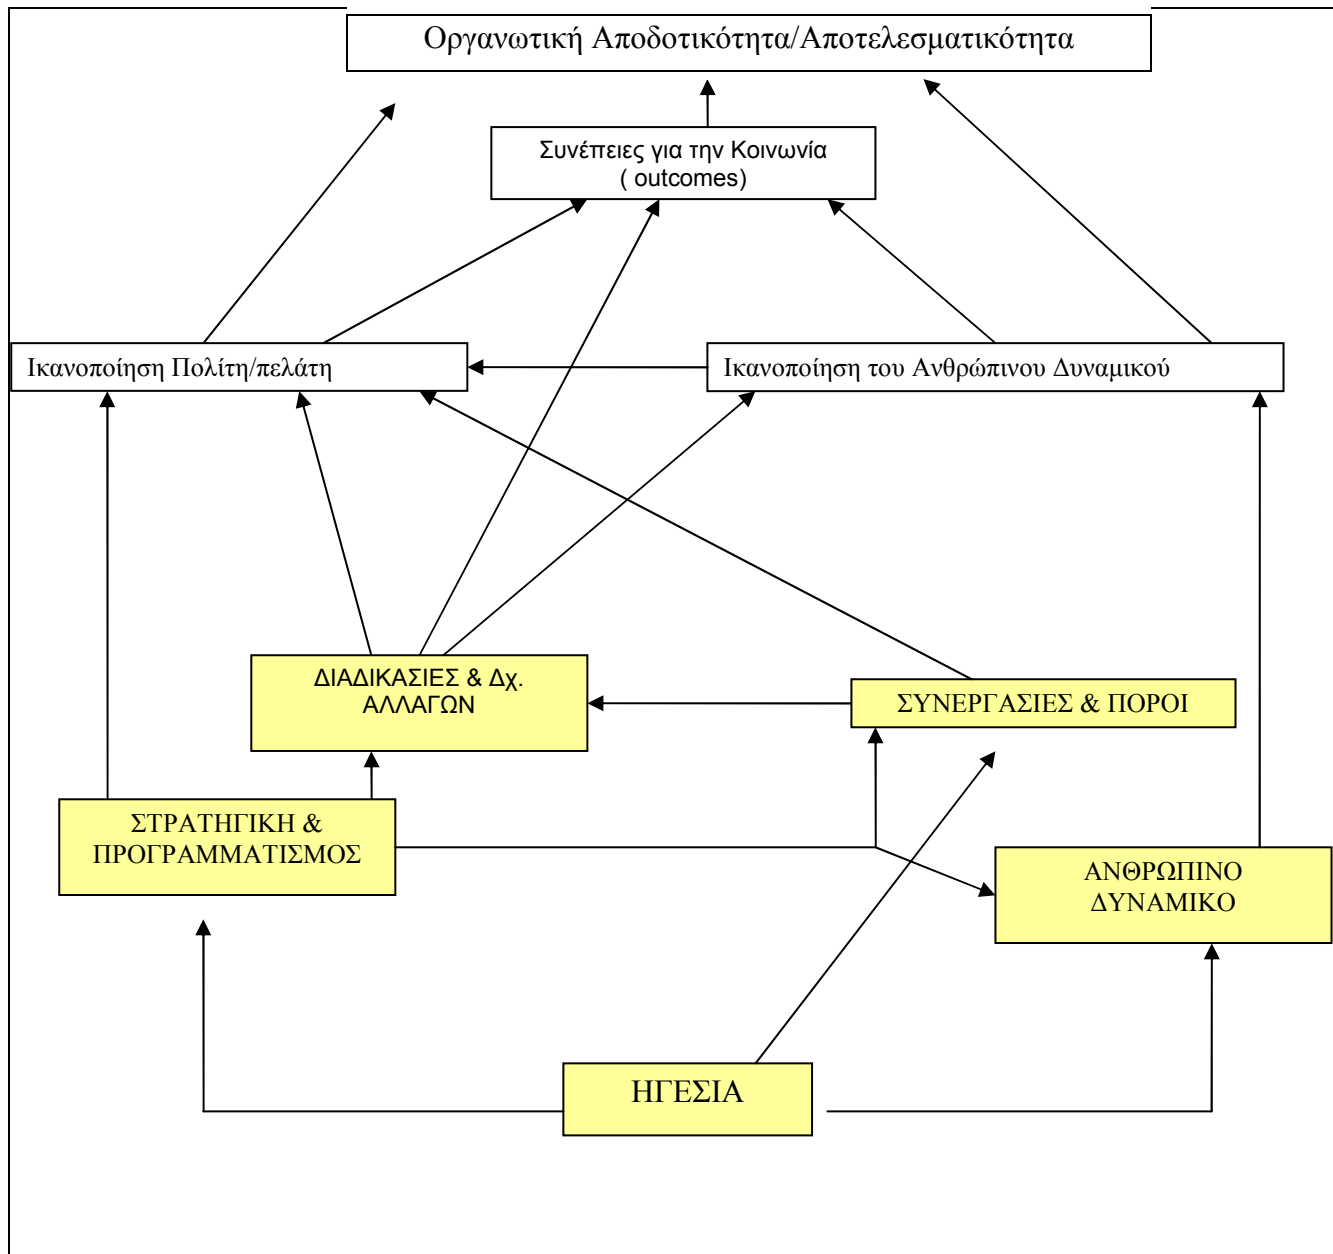 Οργανωτική Αποδοτικότητα/Αποτελεσματικότητα
Συνέπειες για την Κοινωνία
( outcomes)
Ικανοποίηση Πολίτη/πελάτη
Ικανοποίηση του Ανθρώπινου Δυναμικού
ΔΙΑΔΙΚΑΣΙΕΣ & Δχ.
ΑΛΛΑΓΩΝ
ΣΥΝΕΡΓΑΣΙΕΣ & ΠΟΡΟΙ
ΣΤΡΑΤΗΓΙΚΗ &
ΠΡΟΓΡΑΜΜΑΤΙΣΜΟΣ
ΑΝΘΡΩΠΙΝΟ
ΔΥΝΑΜΙΚΟ
ΗΓΕΣΙΑ